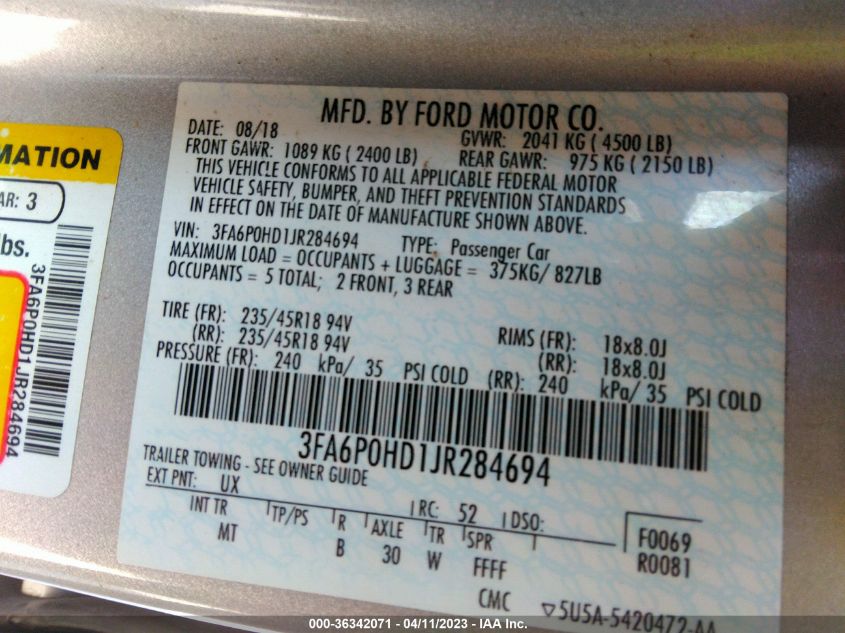 MFD. BY FORD MOTOR CO.
DATE: 08/18 GVWR: 2041 KG ( 4500 LB)
FRONT GAWR: 1089 KG ( 2400 LB) REAR GAWR: 975 KG ( 2150 LB)
THIS VEHICLE CONFORMS TO ALL APPLICABLE FEDERAL MOTOR
VEHICLE SAFETY, BUMPER, AND THEFT PREVENTION STANDARDS
IN EFFECT ON THE DATE OF MANUFACTURE SHOWN ABOVE.
VIN: 3FA6P0HD1JR284694 TYPE: Passenger Car
MAXIMUM LOAD = OCCUPANTS + LUGGAGE = 375KG/ 827LB
OCCUPANTS = 5 TOTAL; 2 FRONT, 3 REAR
TIRE (FR): 235/45R18 94V RIMS (FR): 18x8.0J
(RR): 235/45R18 94V (RR): 18x8.0J
PRESSURE (FR): 240 kPa/ 35 PSI COLD (RR): 240 kPa/ 35 PSI COLD
3FA6P0HD1JR284694
TRAILER TOWING - SEE OWNER GUIDE
EXT PNT: UX RC: 52 DSO:
INT TR TP/PS R AXLE TR SPR F0069
MT B 30 W FFFF R0081
CMC ▽5U5A-5420472-AA
MATION
AR: 3
lbs.
3FA6P0HD1JR284694
000-36342071 - 04/11/2023 - IAA Inc.